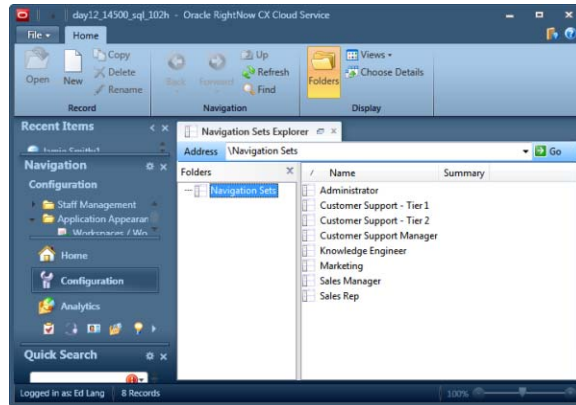 day12_14500_sql_102h - Oracle RightNow CX Cloud Service
File
Home
Open
New
Copy
Delete
Rename
Record
Back
Forward
Up
Refresh
Find
Navigation
Folders
Views
Choose Details
Display
Recent Items
Jamie Smith1
Navigation
Configuration
Staff Management
Application Appearan
Workspaces / Wo
Home
Configuration
Analytics
Quick Search
Navigation Sets Explorer
Address \Navigation Sets
Go
Folders
Navigation Sets
/ Name Summary
Administrator
Customer Support - Tier 1
Customer Support - Tier 2
Customer Support Manager
Knowledge Engineer
Marketing
Sales Manager
Sales Rep
Logged in as: Ed Lang 8 Records
100%